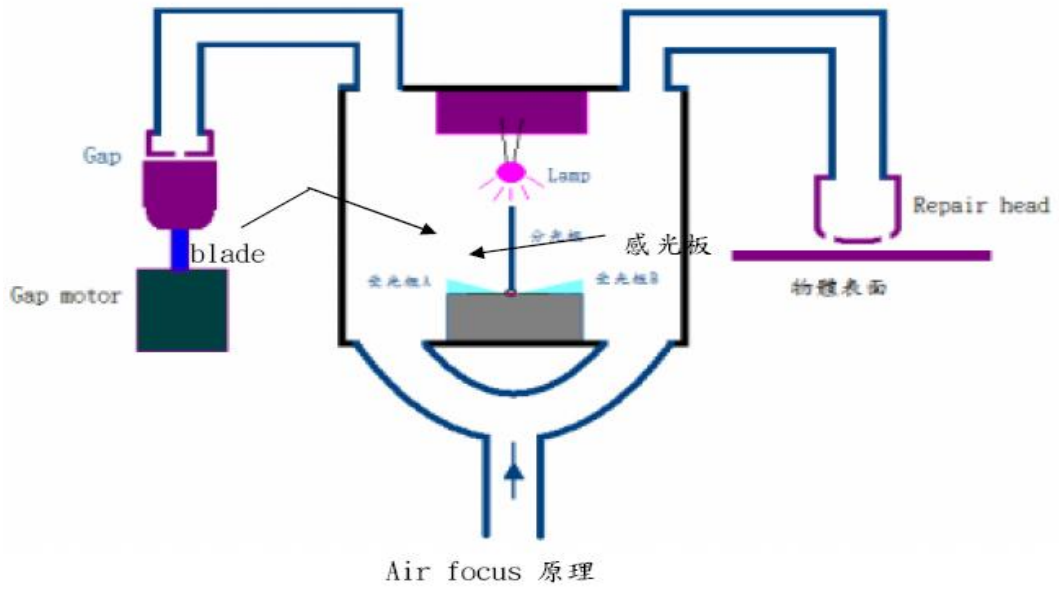 Gap
Lamp
Repair head
blade
分光板
感光板
受光板A
受光板B
Gap motor
物體表面
Air focus 原理